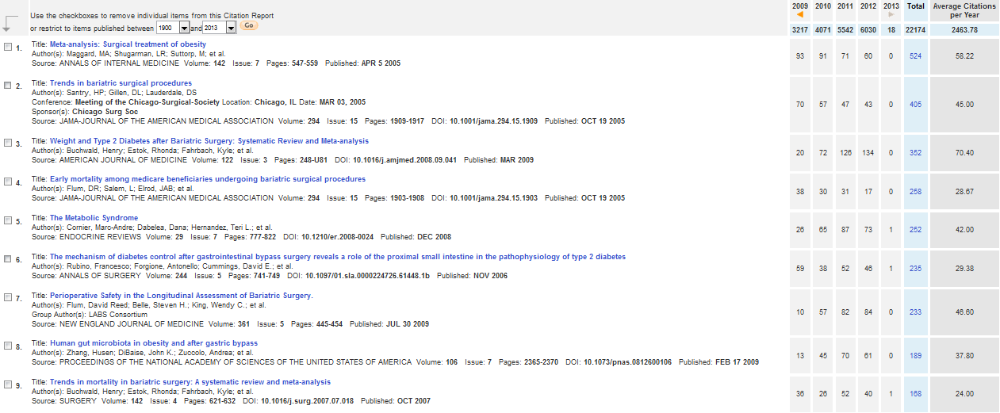 Use the checkboxes to remove individual items from this Citation Report
or restrict to items published between 1900 and 2013 Go
2009 2010 2011 2012 2013 Total Average Citations per Year
3217 4071 5542 6030 18 22174 2463.78
1. Title: Meta-analysis: Surgical treatment of obesity
Author(s): Maggard, MA; Shugarman, LR; Suttorp, M; et al.
Source: ANNALS OF INTERNAL MEDICINE Volume: 142 Issue: 7 Pages: 547-559 Published: APR 5 2005
93 91 71 60 0 524 58.22
2. Title: Trends in bariatric surgical procedures
Author(s): Santry, HP; Gillen, DL; Lauderdale, DS
Conference: Meeting of the Chicago-Surgical-Society Location: Chicago, IL Date: MAR 03, 2005
Sponsor(s): Chicago Surg Soc
Source: JAMA-JOURNAL OF THE AMERICAN MEDICAL ASSOCIATION Volume: 294 Issue: 15 Pages: 1909-1917 DOI: 10.1001/jama.294.15.1909 Published: OCT 19 2005
70 57 47 43 0 405 45.00
3. Title: Weight and Type 2 Diabetes after Bariatric Surgery: Systematic Review and Meta-analysis
Author(s): Buchwald, Henry; Estok, Rhonda; Fahrbach, Kyle; et al.
Source: AMERICAN JOURNAL OF MEDICINE Volume: 122 Issue: 3 Pages: 248-U81 DOI: 10.1016/j.amjmed.2008.09.041 Published: MAR 2009
20 72 126 134 0 352 70.40
4. Title: Early mortality among medicare beneficiaries undergoing bariatric surgical procedures
Author(s): Flum, DR; Salem, L; Elrod, JAB; et al.
Source: JAMA-JOURNAL OF THE AMERICAN MEDICAL ASSOCIATION Volume: 294 Issue: 15 Pages: 1903-1908 DOI: 10.1001/jama.294.15.1903 Published: OCT 19 2005
38 30 31 17 0 258 28.67
5. Title: The Metabolic Syndrome
Author(s): Cornier, Marc-Andre; Dabelea, Dana; Hernandez, Teri L.; et al.
Source: ENDOCRINE REVIEWS Volume: 29 Issue: 7 Pages: 777-822 DOI: 10.1210/er.2008-0024 Published: DEC 2008
26 65 87 73 1 252 42.00
6. Title: The mechanism of diabetes control after gastrointestinal bypass surgery reveals a role of the proximal small intestine in the pathophysiology of type 2 diabetes
Author(s): Rubino, Francesco; Forgione, Antonello; Cummings, David E.; et al.
Source: ANNALS OF SURGERY Volume: 244 Issue: 5 Pages: 741-749 DOI: 10.1097/01.sla.0000224726.61448.1b Published: NOV 2006
59 38 52 46 1 235 29.38
7. Title: Perioperative Safety in the Longitudinal Assessment of Bariatric Surgery.
Author(s): Flum, David Reed; Belle, Steven H.; King, Wendy C.; et al.
Group Author(s): LABS Consortium
Source: NEW ENGLAND JOURNAL OF MEDICINE Volume: 361 Issue: 5 Pages: 445-454 Published: JUL 30 2009
10 57 82 84 0 233 46.60
8. Title: Human gut microbiota in obesity and after gastric bypass
Author(s): Zhang, Husen; DiBaise, John K.; Zuccolo, Andrea; et al.
Source: PROCEEDINGS OF THE NATIONAL ACADEMY OF SCIENCES OF THE UNITED STATES OF AMERICA Volume: 106 Issue: 7 Pages: 2365-2370 DOI: 10.1073/pnas.0812600106 Published: FEB 17 2009
13 45 70 61 0 189 37.80
9. Title: Trends in mortality in bariatric surgery: A systematic review and meta-analysis
Author(s): Buchwald, Henry; Estok, Rhonda; Fahrbach, Kyle; et al.
Source: SURGERY Volume: 142 Issue: 4 Pages: 621-632 DOI: 10.1016/j.surg.2007.07.018 Published: OCT 2007
36 26 52 40 1 168 24.00